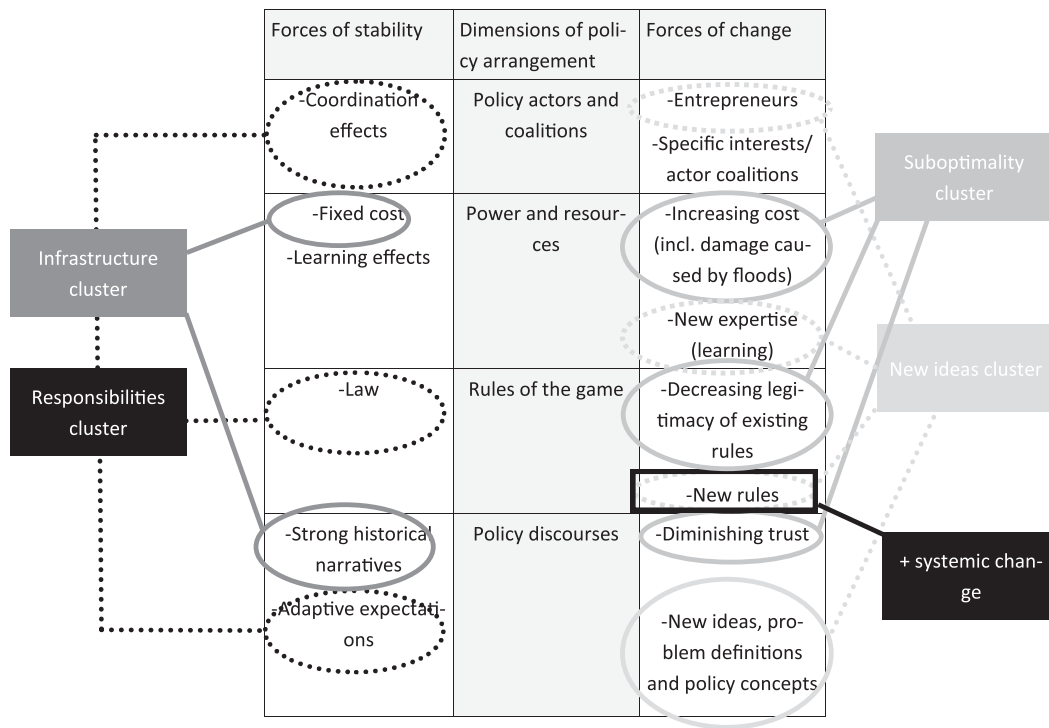 Forces of stability
Dimensions of poli-
cy arrangement
Forces of change
-Coordination
effects
Policy actors and
coalitions
-Entrepreneurs
-Specific interests/
actor coalitions
Suboptimality
cluster
-Fixed cost
-Learning effects
Power and resour-
ces
-Increasing cost
(incl. damage cau-
sed by floods)
-New expertise
(learning)
Infrastructure
cluster
New ideas cluster
Responsibilities
cluster
-Law
Rules of the game
-Decreasing legi-
timacy of existing
rules
-New rules
-Strong historical
narratives
-Adaptive expectati-
ons
Policy discourses
-Diminishing trust
-New ideas, pro-
blem definitions
and policy concepts
+ systemic chan-
ge